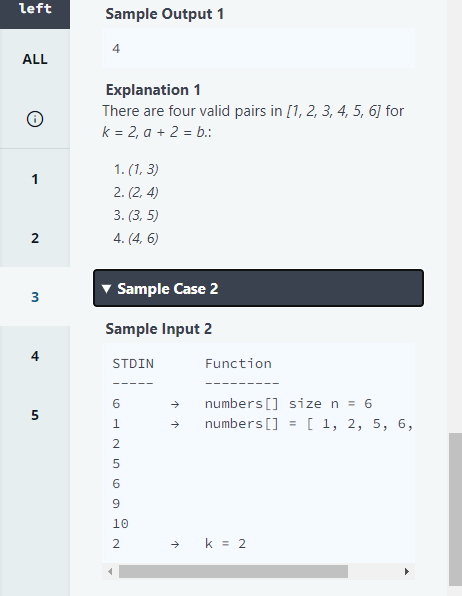 left
ALL
1
2
3
4
5
Sample Output 1
4
Explanation 1
There are four valid pairs in [1, 2, 3, 4, 5, 6] for
k = 2, a + 2 = b.:
1. (1, 3)
2. (2, 4)
3. (3, 5)
4. (4, 6)
▼ Sample Case 2
Sample Input 2
STDIN Function
----- ---------
6 → numbers[] size n = 6
1 → numbers[] = [ 1, 2, 5, 6,
2
5
6
9
10
2 → k = 2